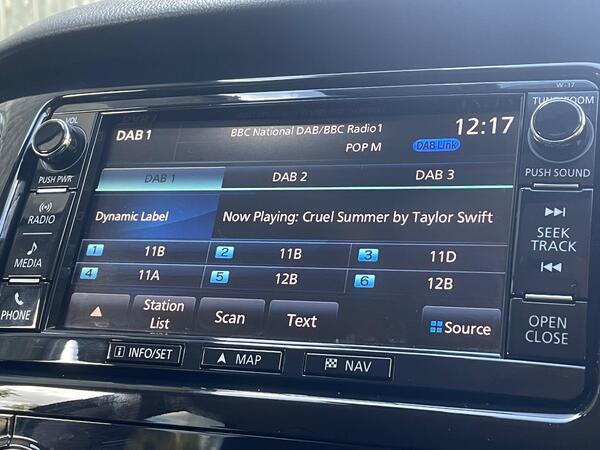 W-17
VOL
PUSH PWR
RADIO
MEDIA
PHONE
DAB 1
BBC National DAB/BBC Radio1
12:17
POP M
DAB Link
DAB 1
DAB 2
DAB 3
Dynamic Label
Now Playing: Cruel Summer by Taylor Swift
1 11B
2 11B
3 11D
4 11A
5 12B
6 12B
Station
List
Scan
Text
Source
TUNE/ZOOM
PUSH SOUND
SEEK
TRACK
OPEN
CLOSE
i INFO/SET
MAP
NAV